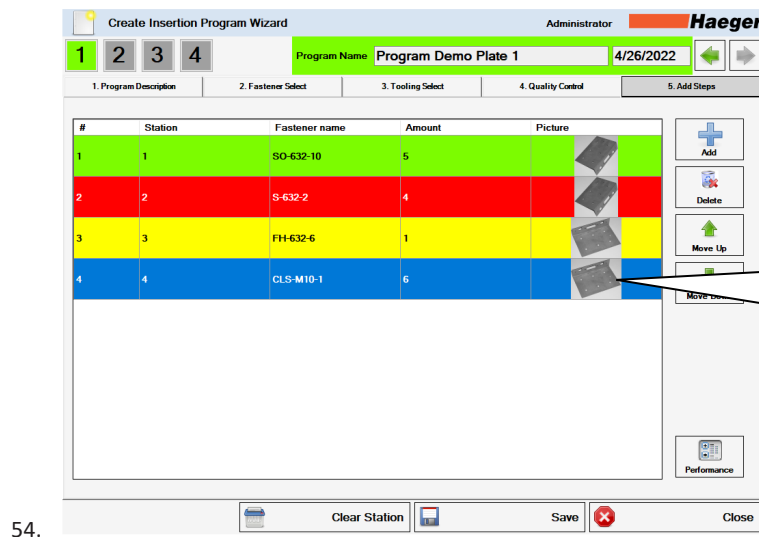 Create Insertion Program Wizard Administrator Haeger
1 2 3 4 Program Name Program Demo Plate 1 4/26/2022
1. Program Description 2. Fastener Select 3. Tooling Select 4. Quality Control 5. Add Steps
# Station Fastener name Amount Picture
1 1 SO-632-10 5
2 2 S-632-2 4
3 3 FH-632-6 1
4 4 CLS-M10-1 6
Add
Delete
Move Up
Move
Performance
Clear Station Save Close
54.